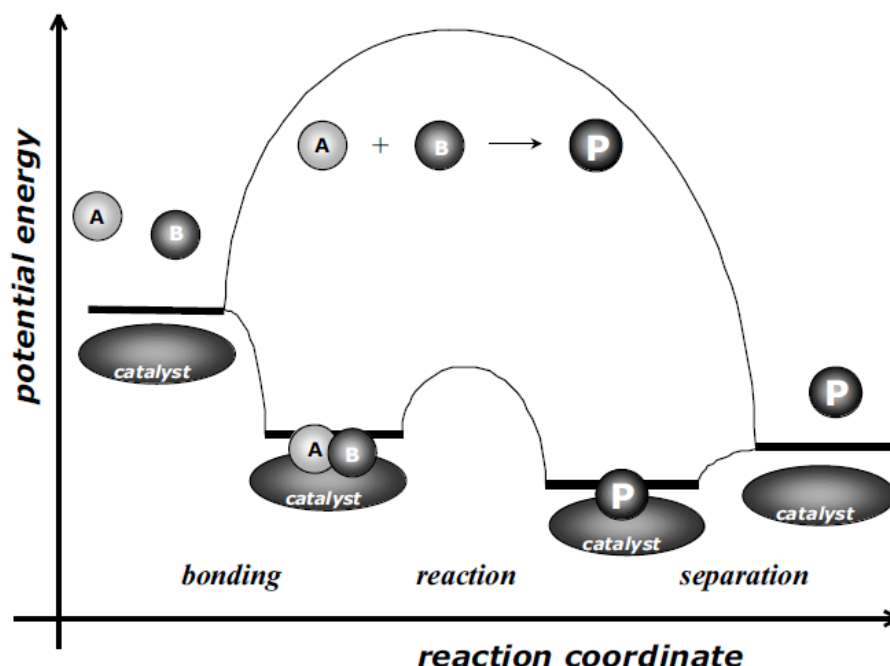 potential energy
A + B → P
A
B
catalyst
A B
catalyst
P
catalyst
P
catalyst
bonding reaction separation
reaction coordinate